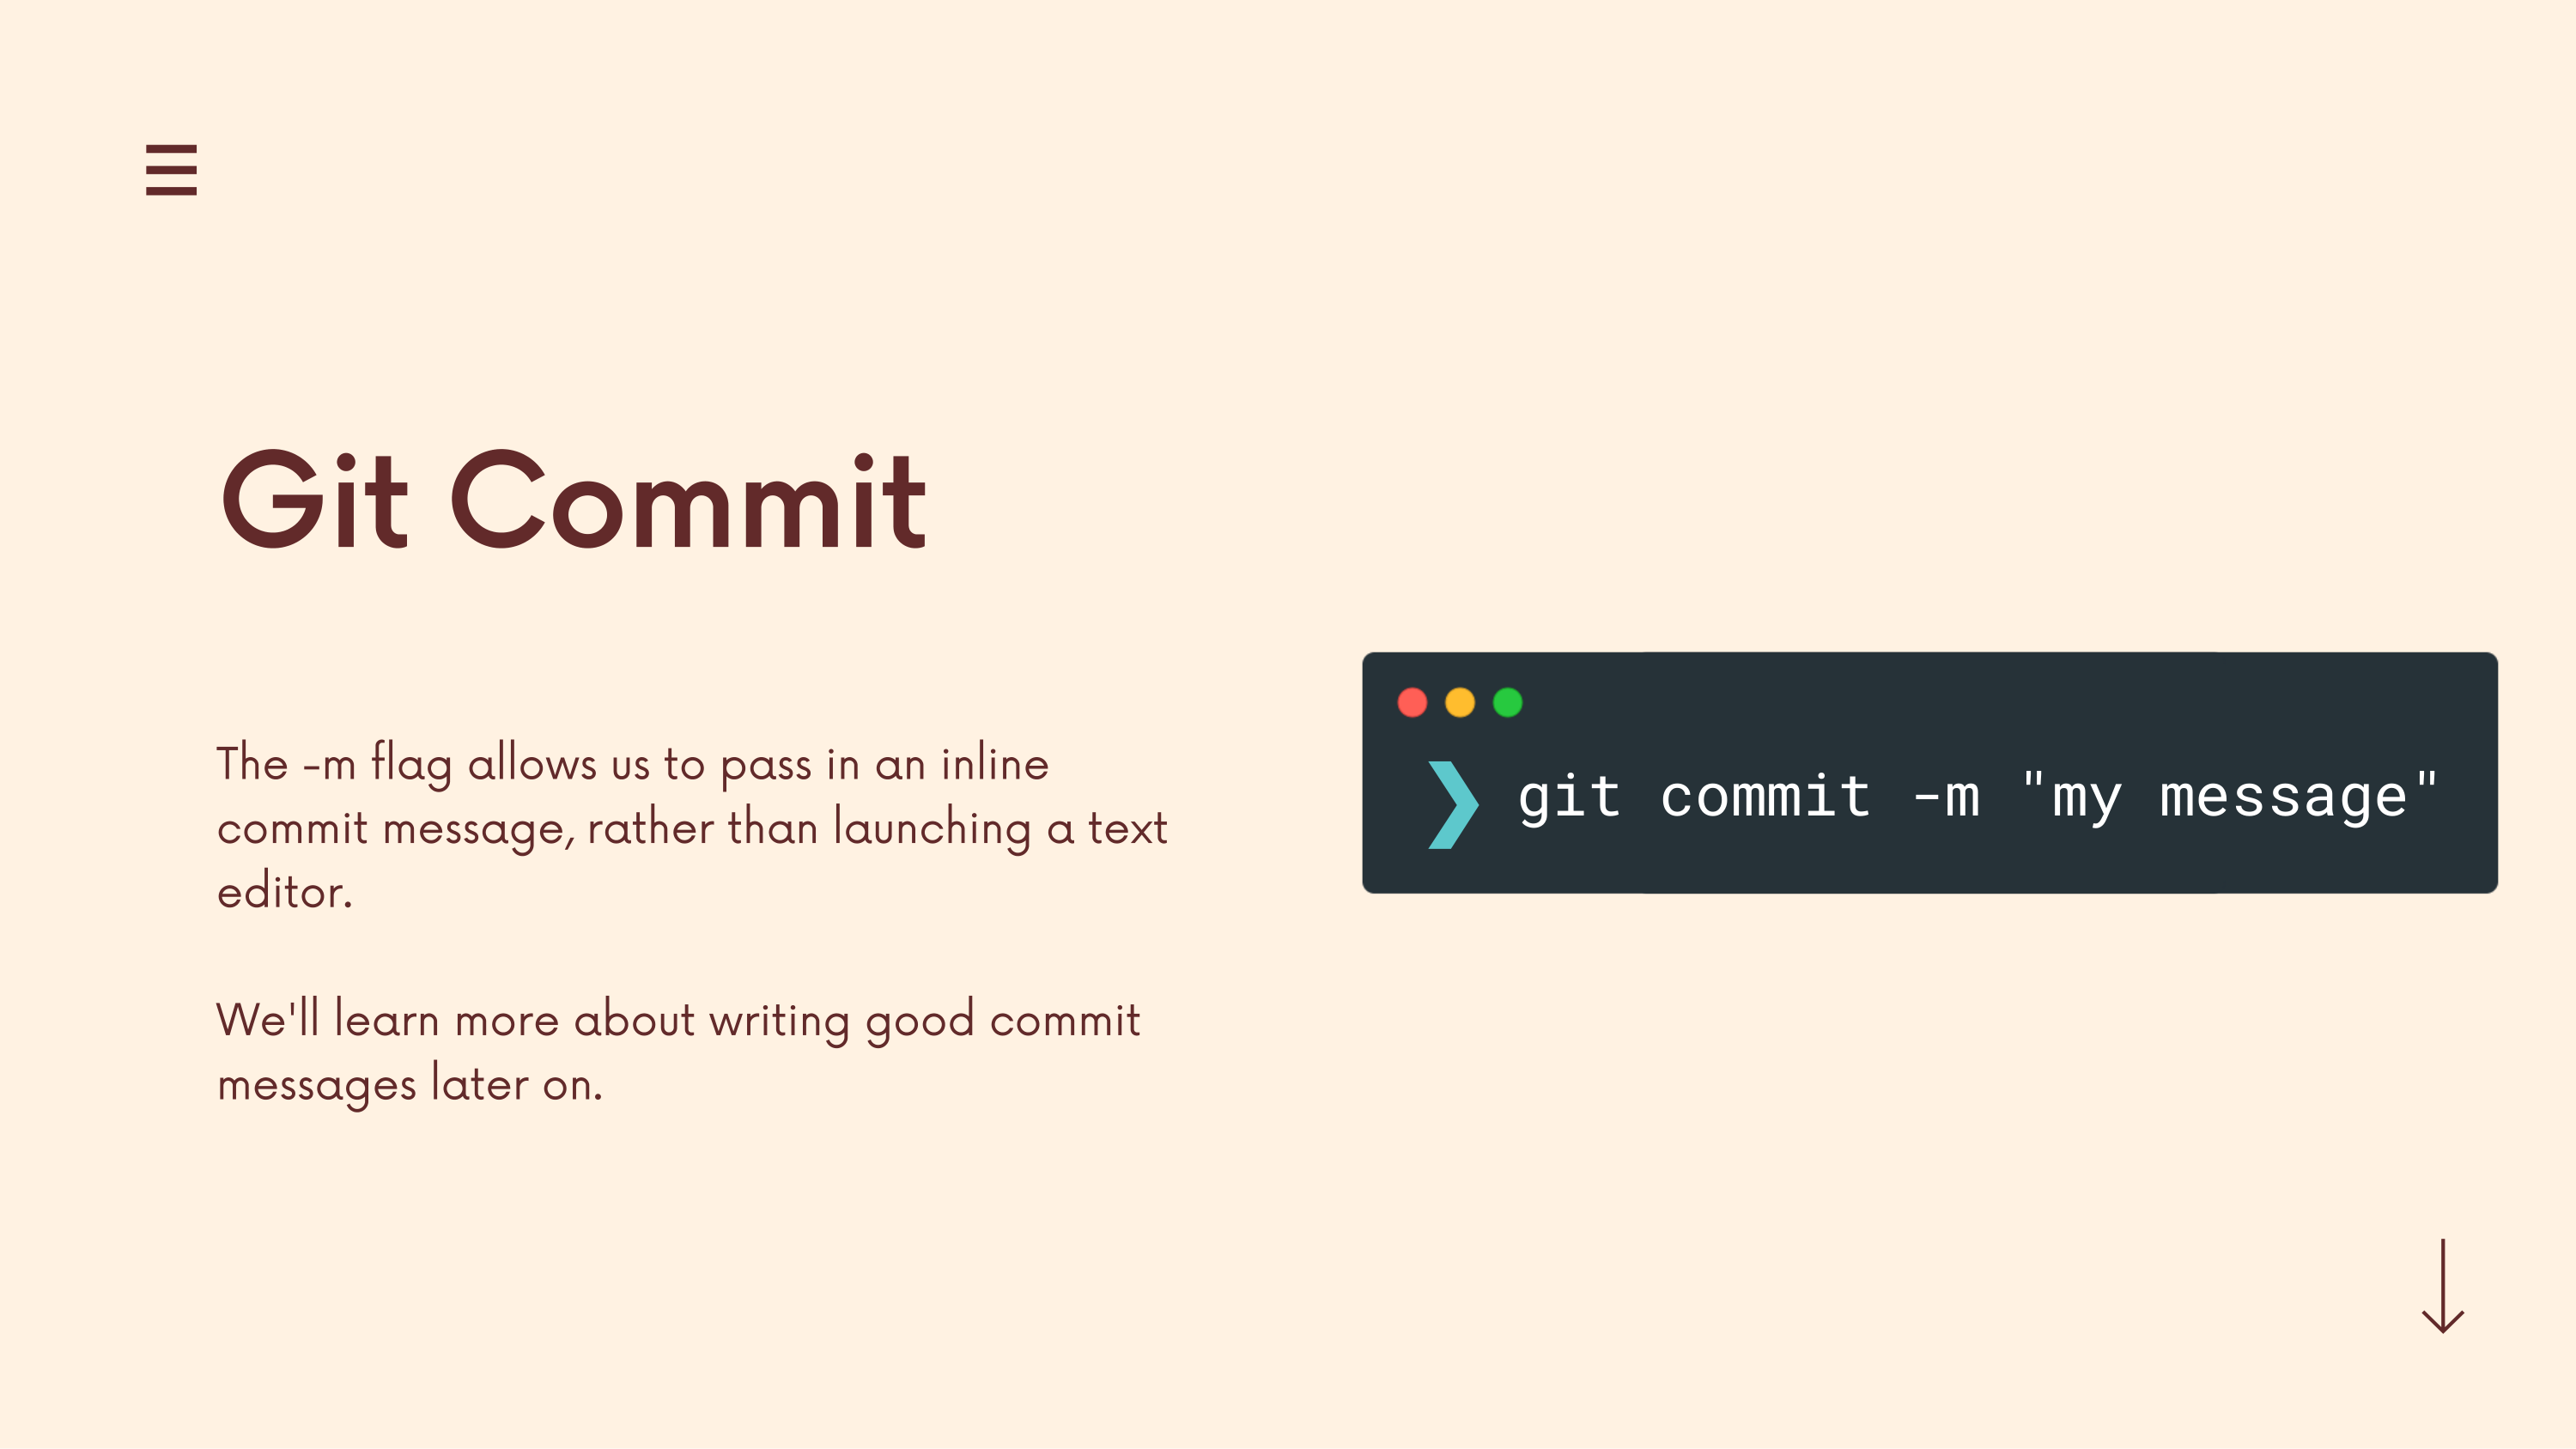 Git Commit
The -m flag allows us to pass in an inline
commit message, rather than launching a text
editor.
We'll learn more about writing good commit
messages later on.
❯ git commit -m "my message"